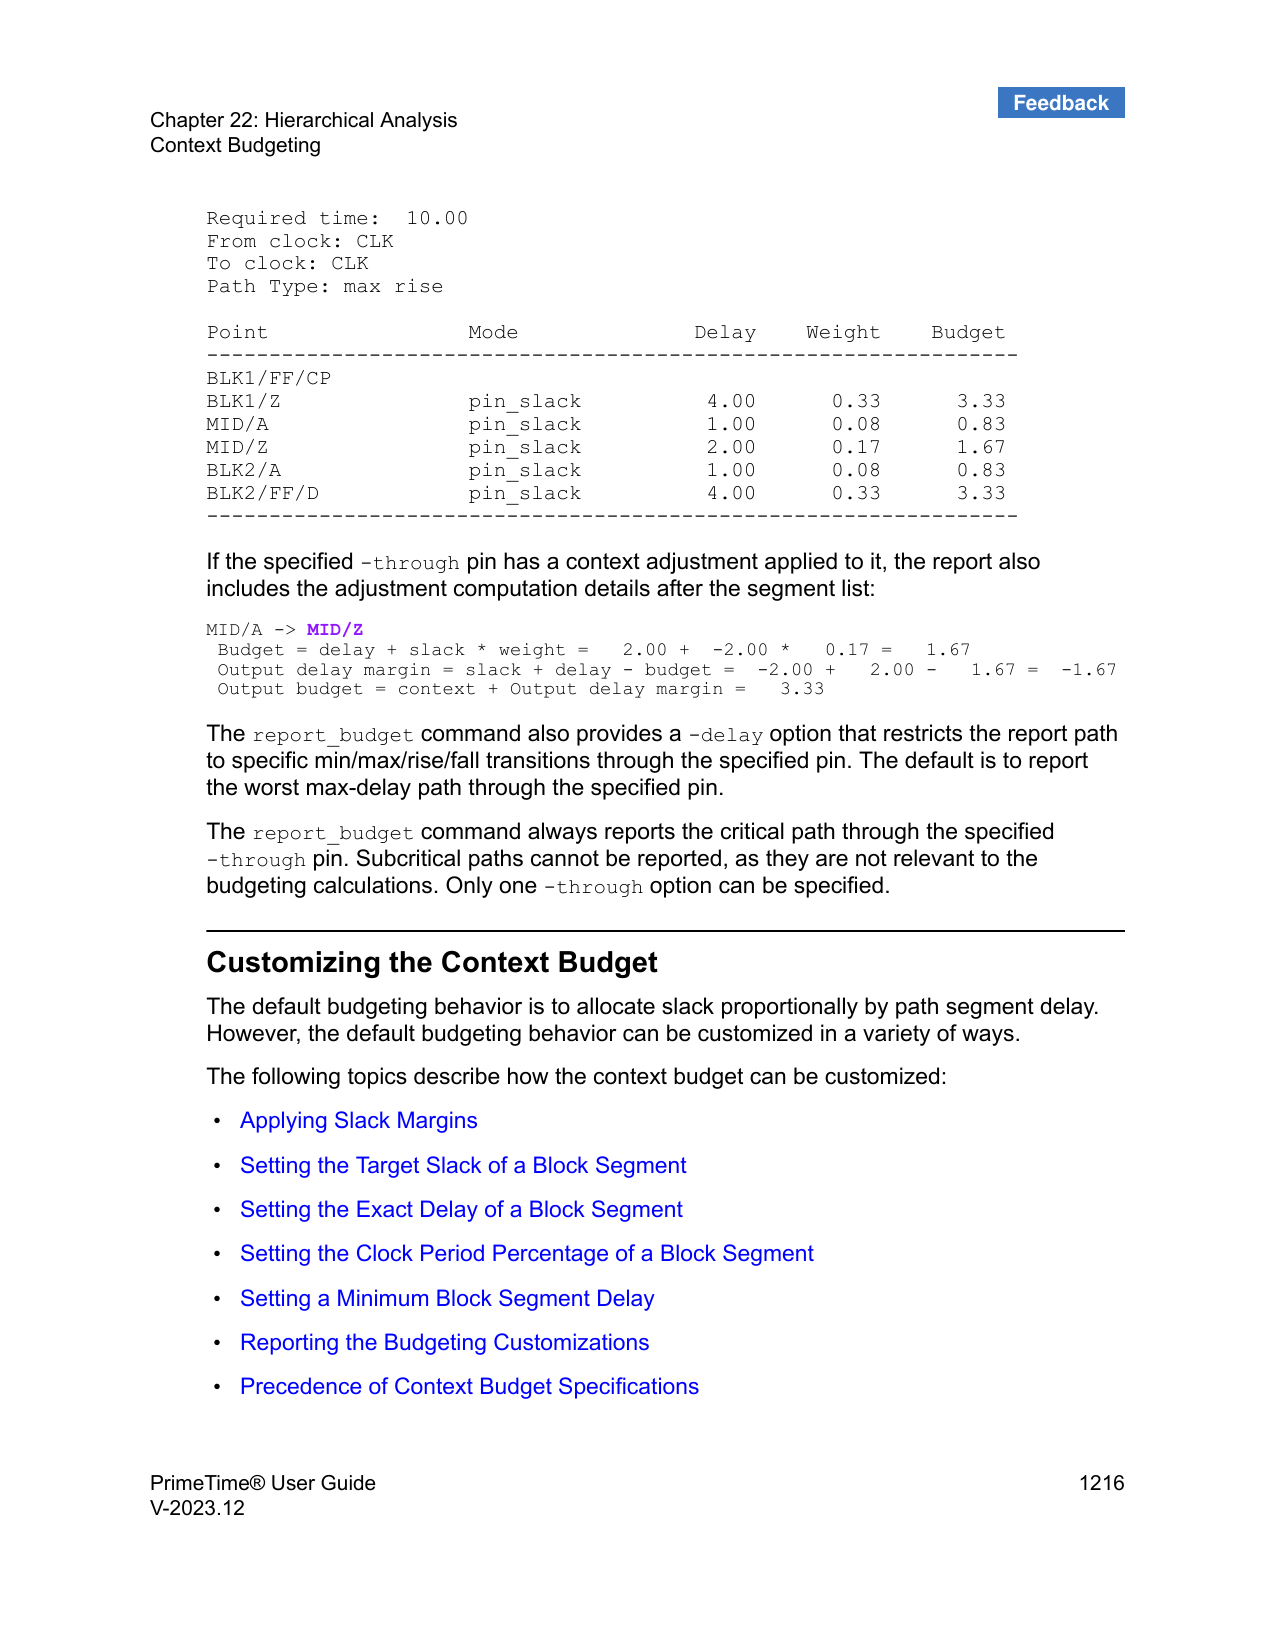 Feedback
Chapter 22: Hierarchical Analysis
Context Budgeting
Required time:  10.00
From clock: CLK
To clock: CLK
Path Type: max rise
Point                Mode              Delay    Weight    Budget
-----------------------------------------------------------------
BLK1/FF/CP
BLK1/Z               pin_slack          4.00      0.33      3.33
MID/A                pin_slack          1.00      0.08      0.83
MID/Z                pin_slack          2.00      0.17      1.67
BLK2/A               pin_slack          1.00      0.08      0.83
BLK2/FF/D            pin_slack          4.00      0.33      3.33
-----------------------------------------------------------------
If the specified -through pin has a context adjustment applied to it, the report also
includes the adjustment computation details after the segment list:
MID/A -> MID/Z
 Budget = delay + slack * weight =   2.00 +  -2.00 *   0.17 =   1.67
 Output delay margin = slack + delay - budget =  -2.00 +   2.00 -   1.67 =  -1.67
 Output budget = context + Output delay margin =   3.33
The report_budget command also provides a -delay option that restricts the report path
to specific min/max/rise/fall transitions through the specified pin. The default is to report
the worst max-delay path through the specified pin.
The report_budget command always reports the critical path through the specified
-through pin. Subcritical paths cannot be reported, as they are not relevant to the
budgeting calculations. Only one -through option can be specified.
Customizing the Context Budget
The default budgeting behavior is to allocate slack proportionally by path segment delay.
However, the default budgeting behavior can be customized in a variety of ways.
The following topics describe how the context budget can be customized:
• Applying Slack Margins
• Setting the Target Slack of a Block Segment
• Setting the Exact Delay of a Block Segment
• Setting the Clock Period Percentage of a Block Segment
• Setting a Minimum Block Segment Delay
• Reporting the Budgeting Customizations
• Precedence of Context Budget Specifications
PrimeTime® User Guide 1216
V-2023.12